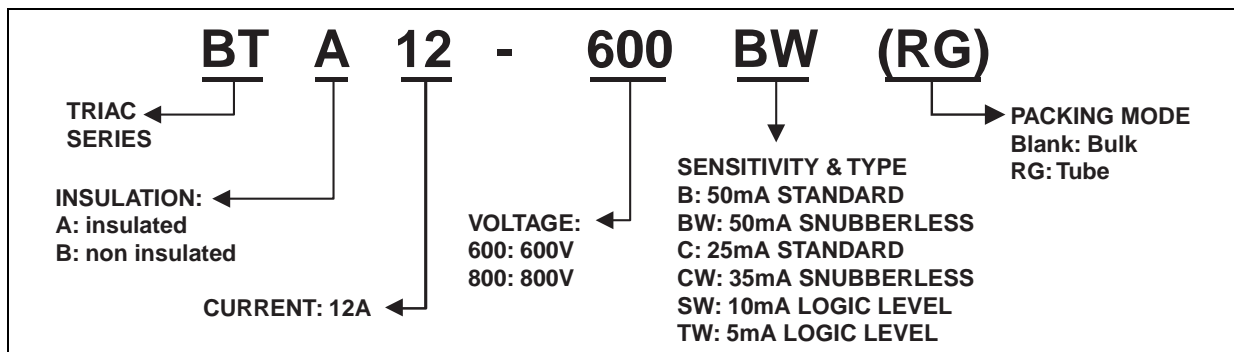 BT A 12 - 600 BW (RG)
TRIAC
SERIES
INSULATION:
A: insulated
B: non insulated
CURRENT: 12A
VOLTAGE:
600: 600V
800: 800V
SENSITIVITY & TYPE
B: 50mA STANDARD
BW: 50mA SNUBBERLESS
C: 25mA STANDARD
CW: 35mA SNUBBERLESS
SW: 10mA LOGIC LEVEL
TW: 5mA LOGIC LEVEL
PACKING MODE
Blank: Bulk
RG: Tube